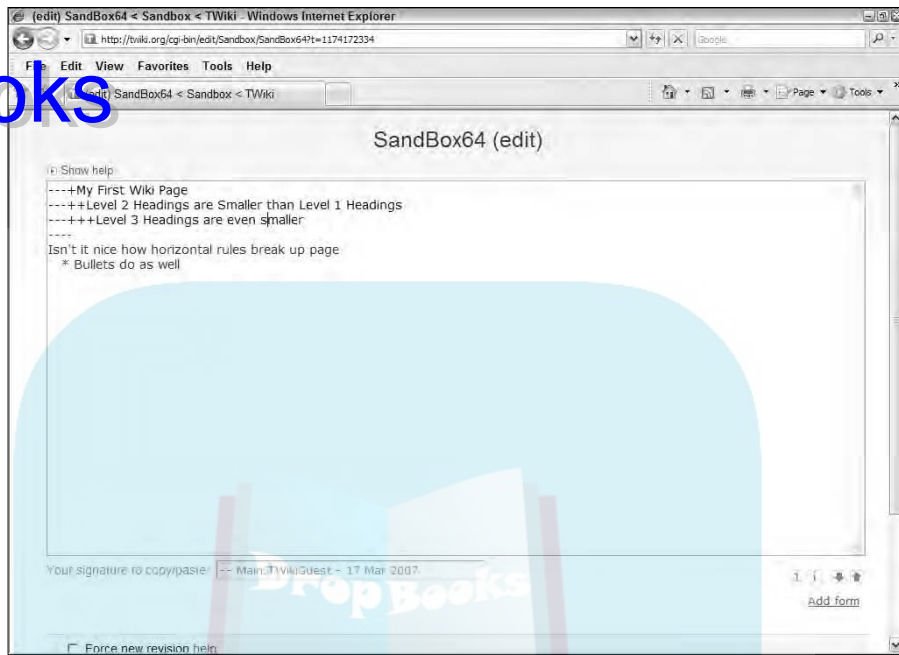 (edit) SandBox64 < Sandbox < TWiki - Windows Internet Explorer
http://twiki.org/cgi-bin/edit/Sandbox/SandBox64?t=1174172334
Google
File Edit View Favorites Tools Help
oks
(edit) SandBox64 < Sandbox < TWiki
Page Tools
SandBox64 (edit)
Show help
---+My First Wiki Page
---++Level 2 Headings are Smaller than Level 1 Headings
---+++Level 3 Headings are even smaller
----
Isn't it nice how horizontal rules break up page
* Bullets do as well
Your signature to copy/paste: -- Main.TWikiGuest - 17 Mar 2007
DropBooks
Add form
Force new revision help